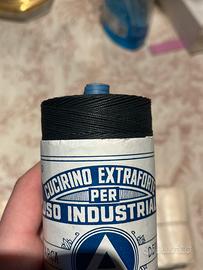 CUCIRINO EXTRAFORTE
PER
USO INDUSTRIALE